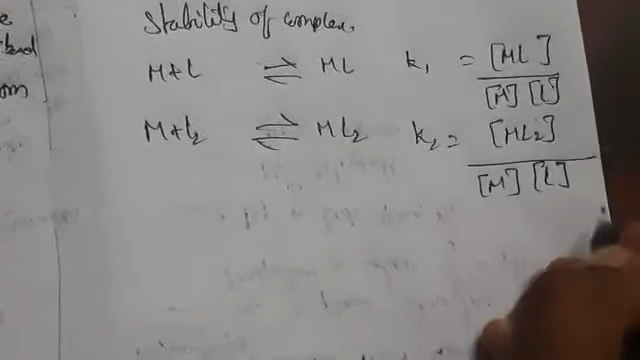 Stability of complex.
M+L ⇌ ML k₁ = [ML] / [M] [L]
M+L₂ ⇌ ML₂ k₂ = [ML₂] / [M] [L]